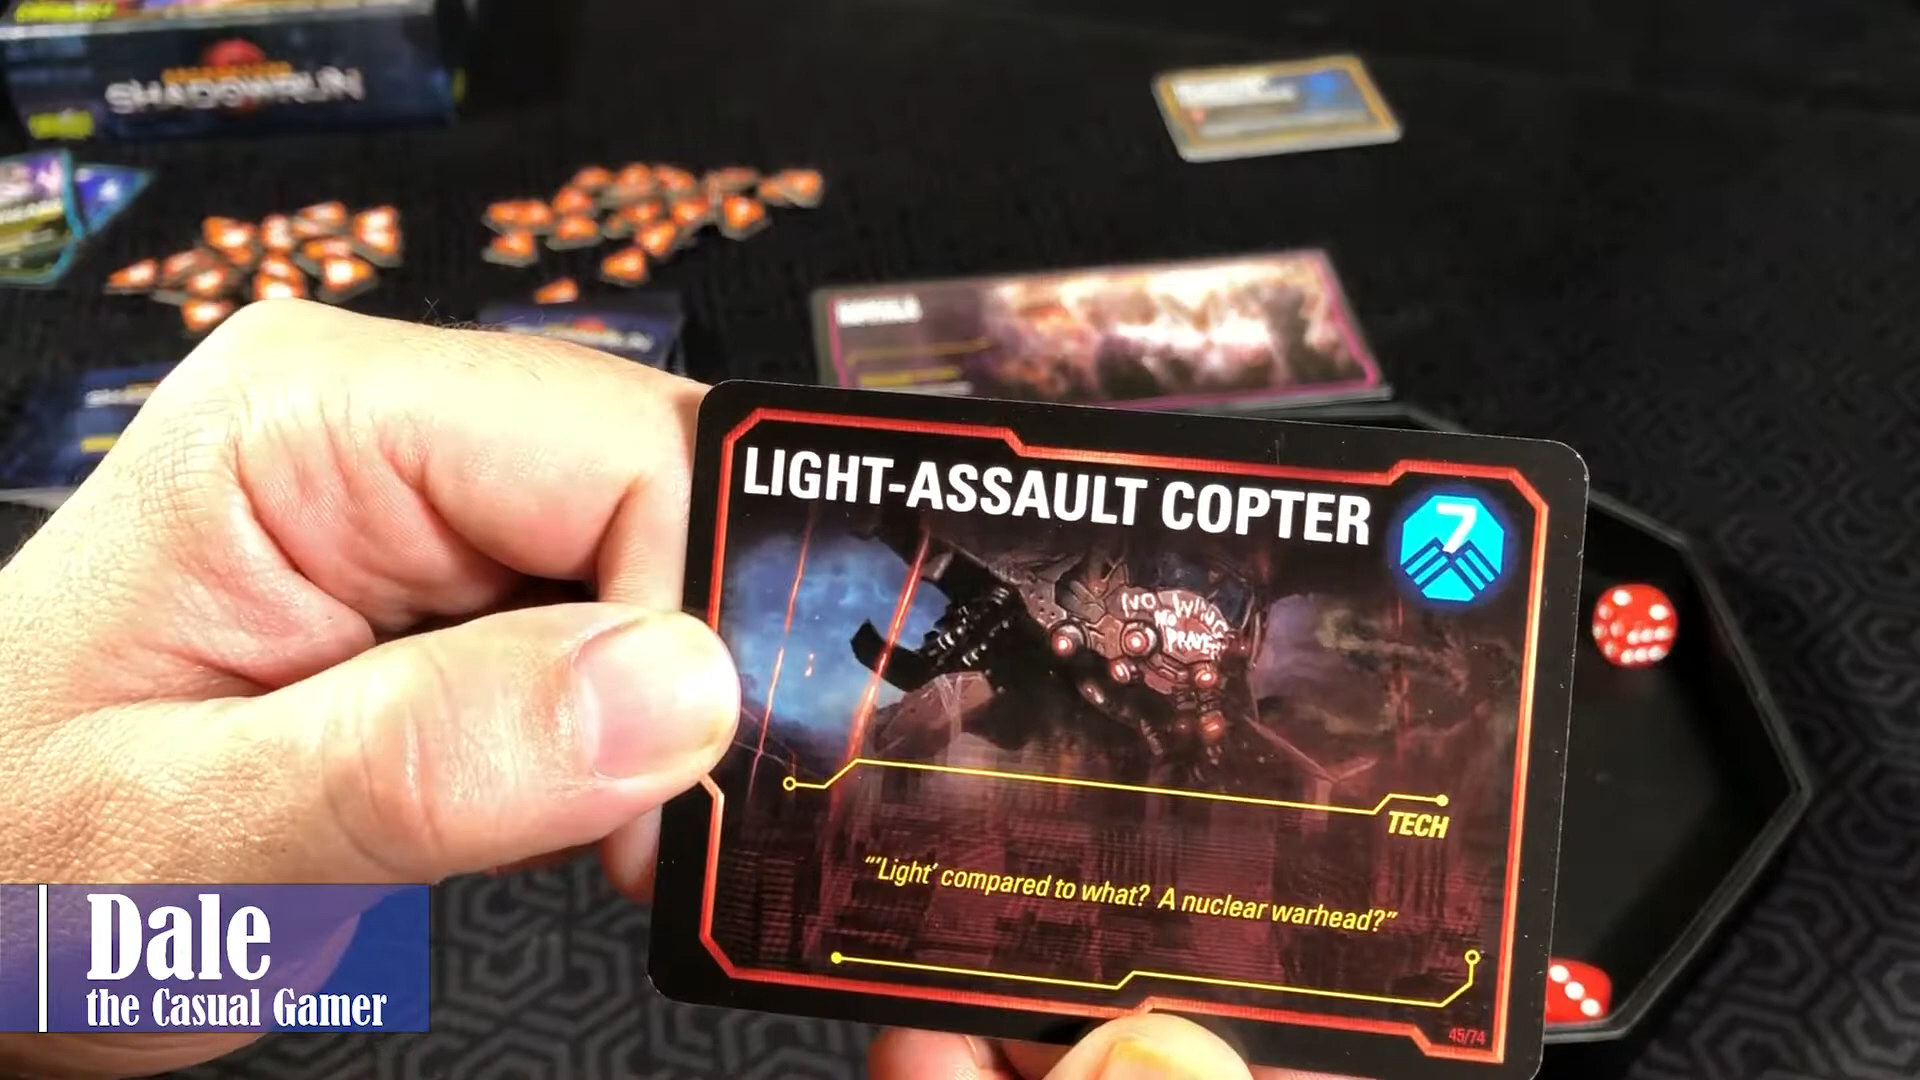 SHADOWRUN
LIGHT-ASSAULT COPTER
7
NO WING
NO
PRAYER
TECH
"'Light' compared to what? A nuclear warhead?"
45/74
Dale
the Casual Gamer